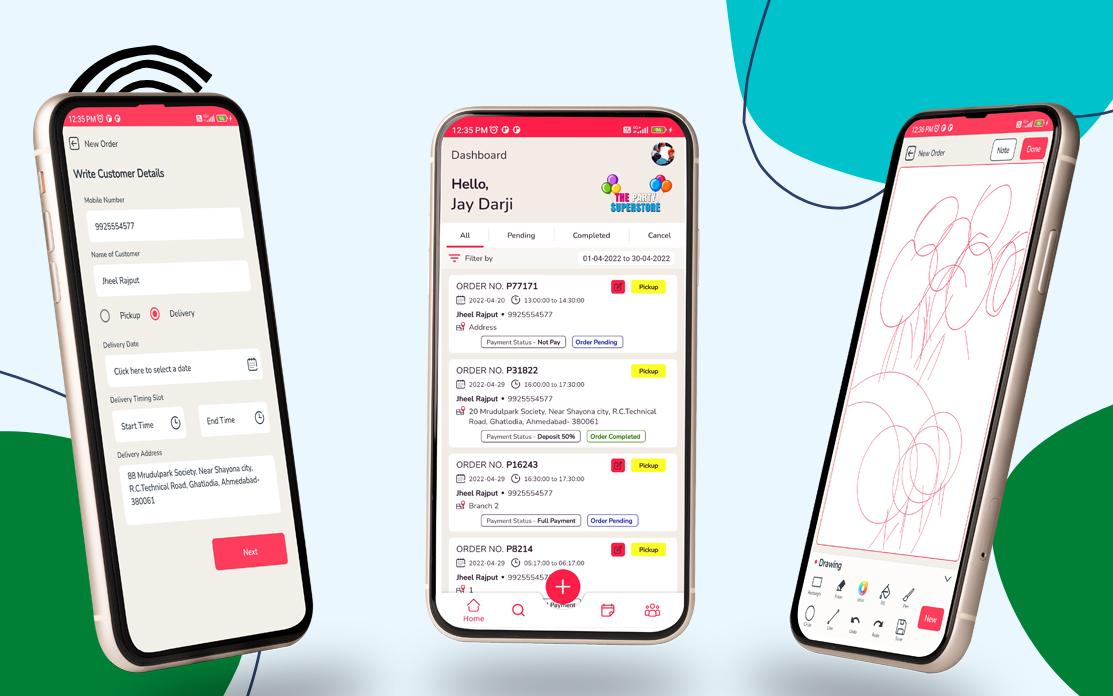 12:35 PM
New Order
Write Customer Details
Mobile Number
9925554577
Name of Customer
Jheel Rajput
Pickup
Delivery
Delivery Date
Click here to select a date
Delivery Timing Slot
Start Time
End Time
Delivery Address
88 Mrudulpark Society, Near Shayona city,
R.C.Technical Road, Ghatlodia, Ahmedabad-
380061
Next
12:35 PM
Dashboard
Hello,
Jay Darji
THE PARTY
SUPERSTORE
All Pending Completed Cancel
Filter by 01-04-2022 to 30-04-2022
ORDER NO. P77171 Pickup
2022-04-20 13:00:00 to 14:30:00
Jheel Rajput • 9925554577
Address
Payment Status - Not Pay Order Pending
ORDER NO. P31822 Pickup
2022-04-29 16:00:00 to 17:30:00
Jheel Rajput • 9925554577
20 Mrudulpark Society, Near Shayona city, R.C.Technical
Road, Ghatlodia, Ahmedabad- 380061
Payment Status - Deposit 50% Order Completed
ORDER NO. P16243 Pickup
2022-04-29 16:30:00 to 17:30:00
Jheel Rajput • 9925554577
Branch 2
Payment Status - Full Payment Order Pending
ORDER NO. P8214 Pickup
2022-04-29 05:17:00 to 06:17:00
Jheel Rajput • 992555457
1
Payment
Home
12:36 PM
New Order
Note
Done
Drawing
Rectangle Eraser Fill Pen
Circle Line Undo Redo Save
New